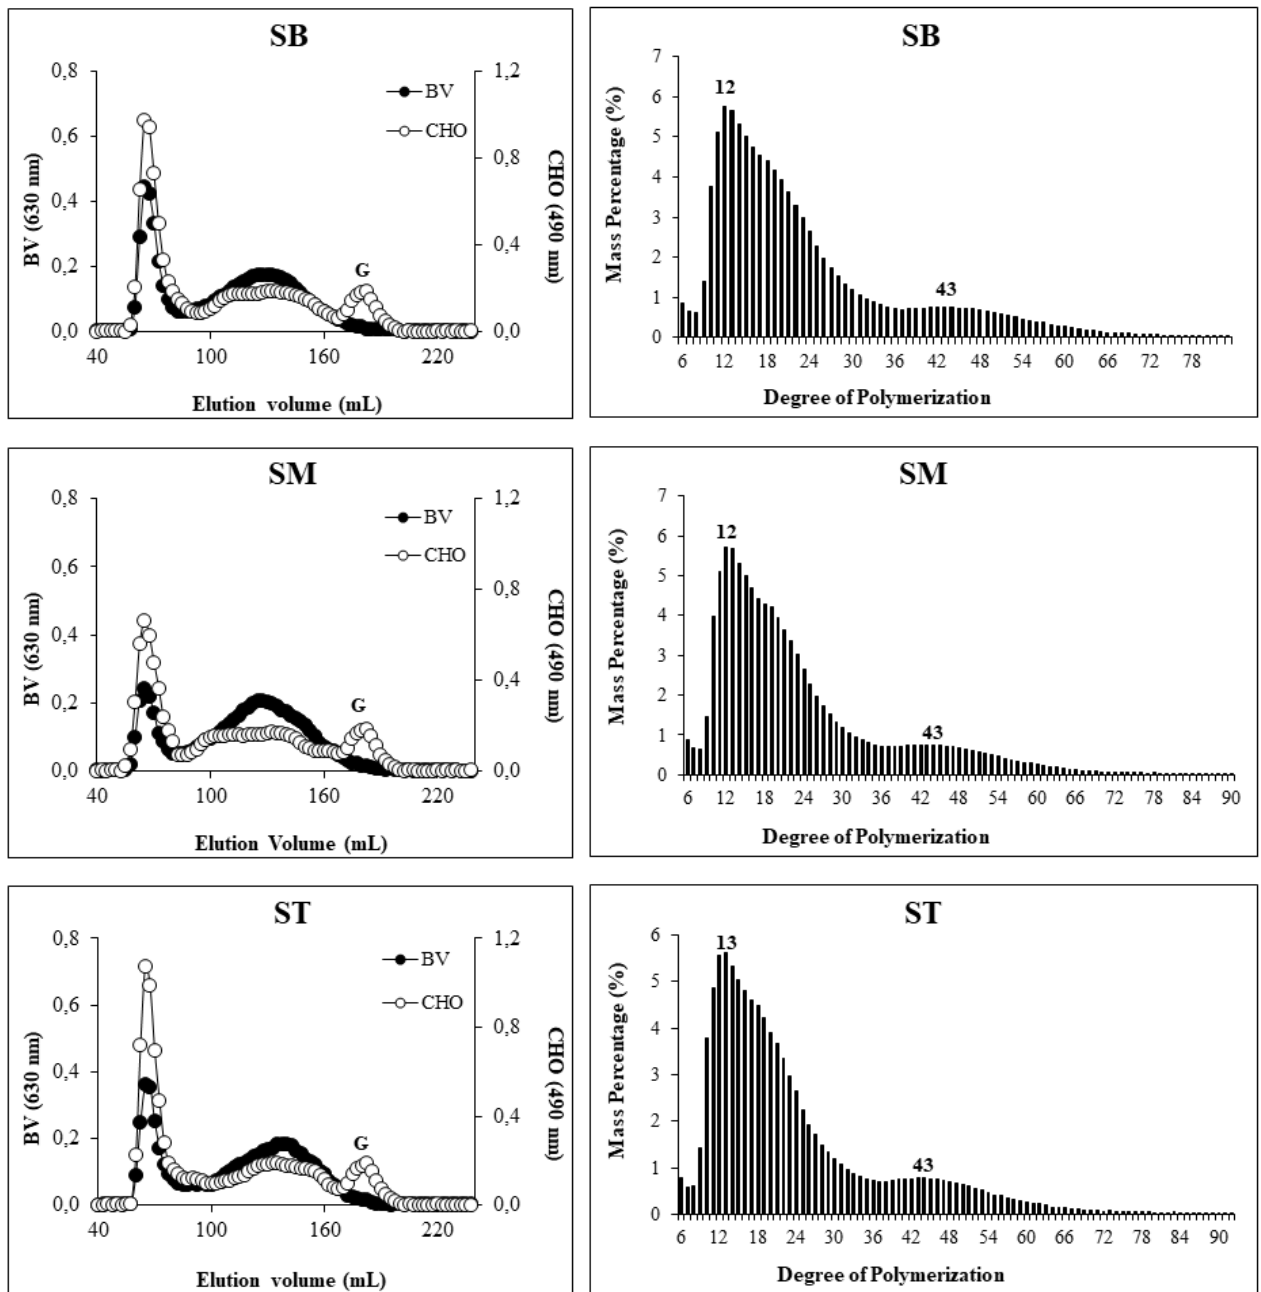 SB
0,8
0,6
0,4
0,2
0,0
BV (630 nm)
1,2
0,8
0,4
0,0
CHO (490 nm)
BV
CHO
G
40 100 160 220
Elution volume (mL)
SB
7
6
5
4
3
2
1
0
Mass Percentage (%)
12
43
6 12 18 24 30 36 42 48 54 60 66 72 78
Degree of Polymerization
SM
0,8
0,6
0,4
0,2
0,0
BV (630 nm)
1,2
0,8
0,4
0,0
CHO (490 nm)
BV
CHO
G
40 100 160 220
Elution Volume (mL)
SM
7
6
5
4
3
2
1
0
Mass Percentage (%)
12
43
6 12 18 24 30 36 42 48 54 60 66 72 78 84 90
Degree of Polymerization
ST
0,8
0,6
0,4
0,2
0,0
BV (630 nm)
1,2
0,8
0,4
0,0
CHO (490 nm)
BV
CHO
G
40 100 160 220
Elution volume (mL)
ST
6
5
4
3
2
1
0
Mass Percentage (%)
13
43
6 12 18 24 30 36 42 48 54 60 66 72 78 84 90
Degree of Polymerization